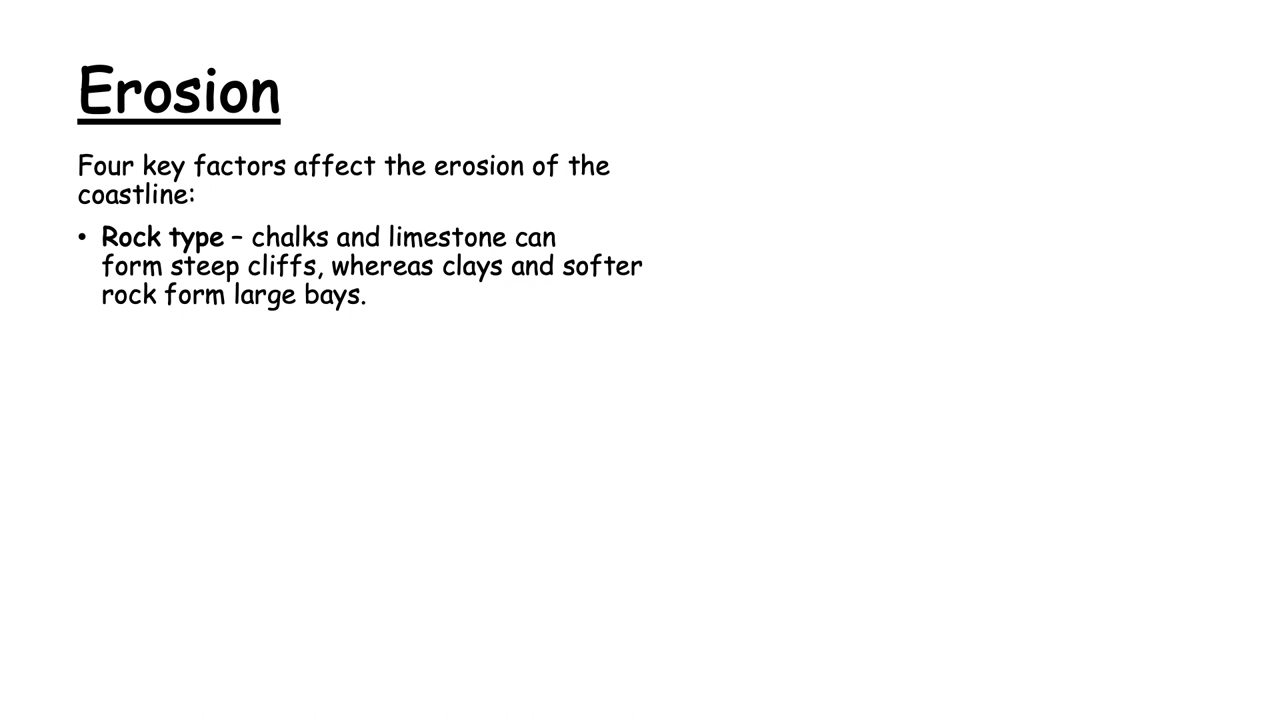 Erosion
Four key factors affect the erosion of the
coastline:
• Rock type – chalks and limestone can
form steep cliffs, whereas clays and softer
rock form large bays.